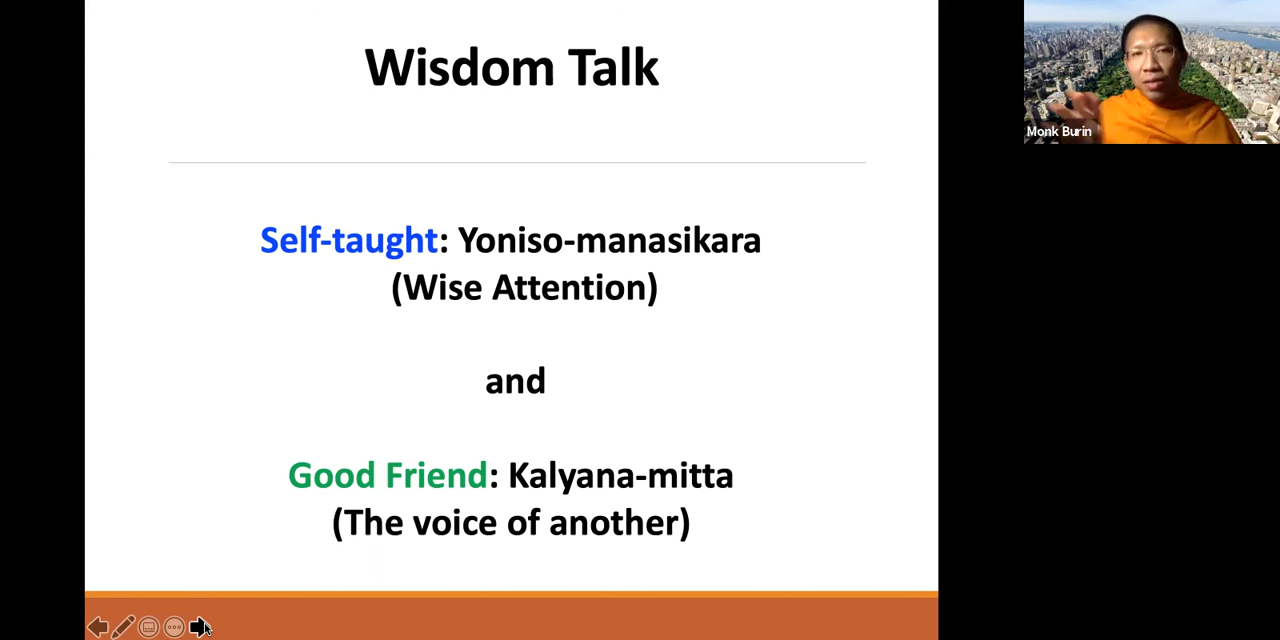 Wisdom Talk
Self-taught: Yoniso-manasikara
(Wise Attention)
and
Good Friend: Kalyana-mitta
(The voice of another)
Monk Burin